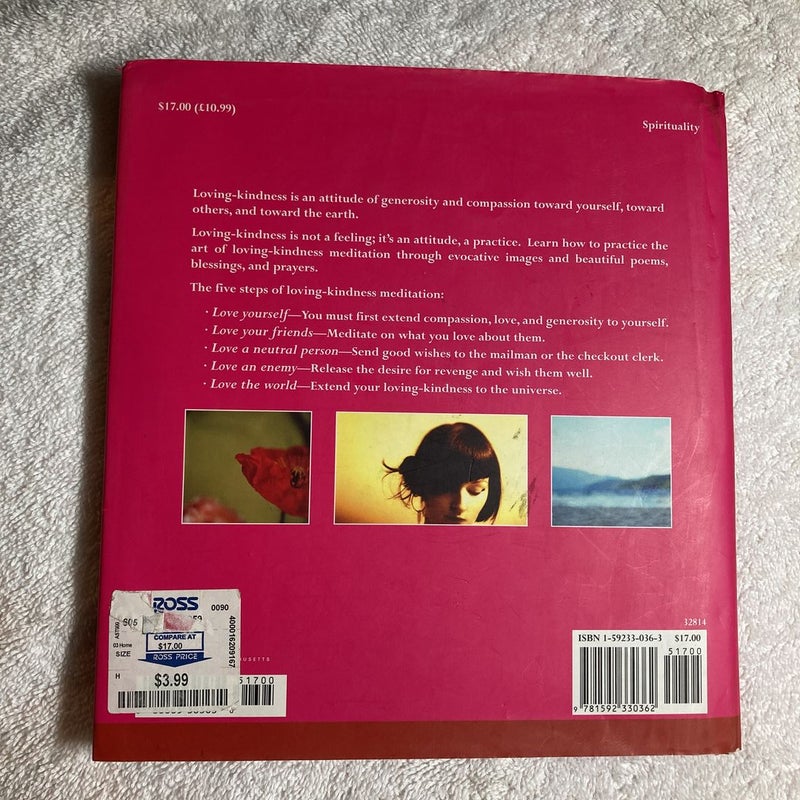 $17.00 (£10.99)
Spirituality
Loving-kindness is an attitude of generosity and compassion toward yourself, toward
others, and toward the earth.
Loving-kindness is not a feeling; it's an attitude, a practice. Learn how to practice the
art of loving-kindness meditation through evocative images and beautiful poems,
blessings, and prayers.
The five steps of loving-kindness meditation:
· Love yourself—You must first extend compassion, love, and generosity to yourself.
· Love your friends—Meditate on what you love about them.
· Love a neutral person—Send good wishes to the mailman or the checkout clerk.
· Love an enemy—Release the desire for revenge and wish them well.
· Love the world—Extend your loving-kindness to the universe.
ROSS 0090
S05
COMPARE AT
$17.00
ROSS PRICE
$3.99
03 Home
SIZE
H
400016209167
51700
32814
ISBN 1-59233-036-3 $17.00
51700
9 781592 330362